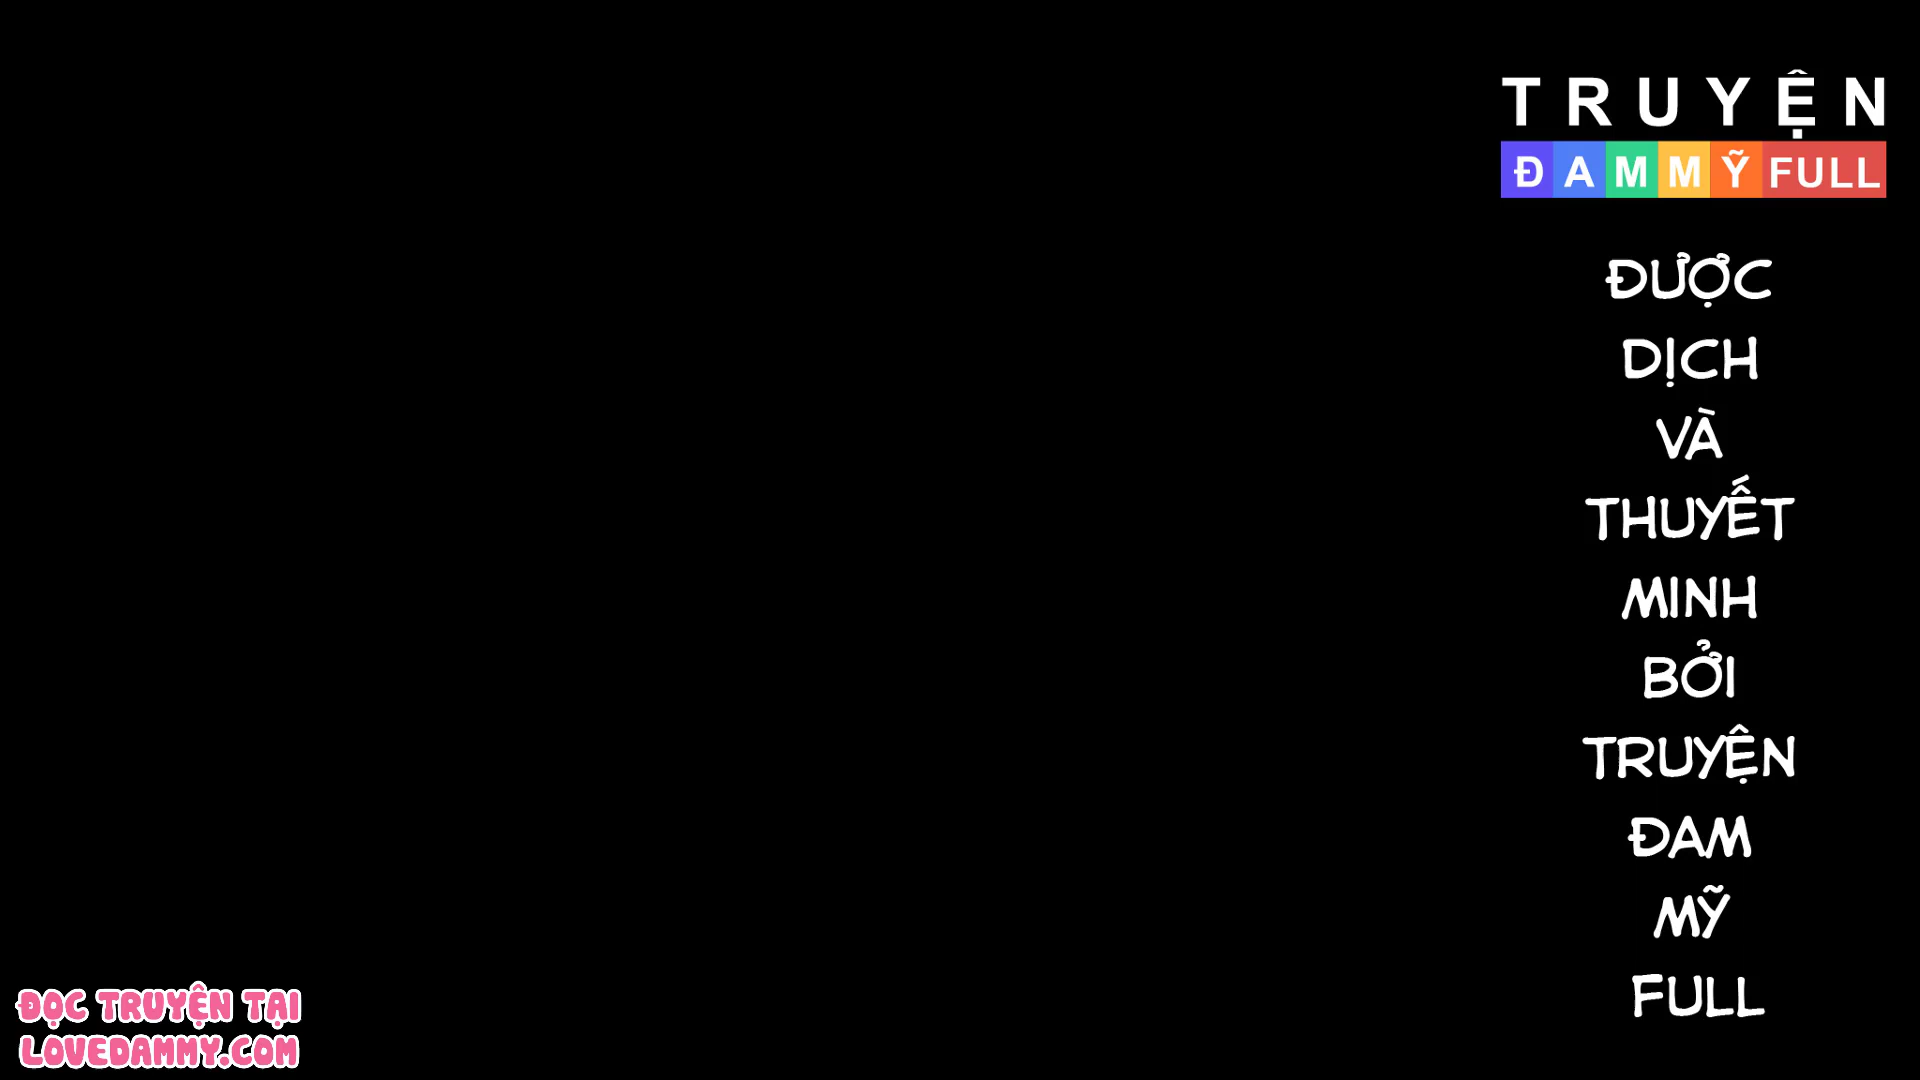 TRUYỆN
ĐAMMỸFULL
ĐƯỢC
DỊCH
VÀ
THUYẾT
MINH
BỞI
TRUYỆN
ĐAM
MỸ
FULL
ĐỌC TRUYỆN TẠI
LOVEDAMMY.COM